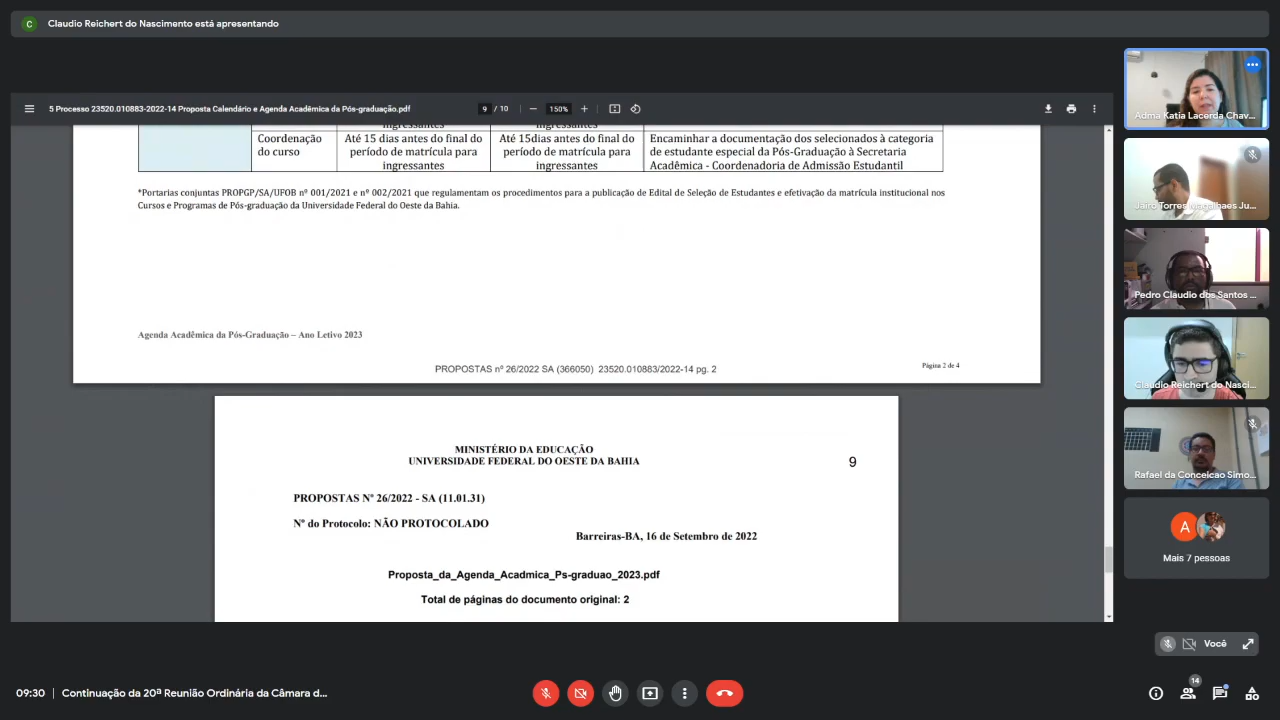 C Claudio Reichert do Nascimento está apresentando
5 Processo 23520.010883-2022-14 Proposta Calendário e Agenda Acadêmica da Pós-graduação.pdf
9 / 10
150%
ingressantes ingressantes
Coordenação do curso
Até 15 dias antes do final do período de matrícula para ingressantes
Até 15dias antes do final do período de matrícula para ingressantes
Encaminhar a documentação dos selecionados à categoria
de estudante especial da Pós-Graduação à Secretaria
Acadêmica - Coordenadoria de Admissão Estudantil
*Portarias conjuntas PROPGP/SA/UFOB nº 001/2021 e nº 002/2021 que regulamentam os procedimentos para a publicação de Edital de Seleção de Estudantes e efetivação da matrícula institucional nos
Cursos e Programas de Pós-graduação da Universidade Federal do Oeste da Bahia.
Agenda Acadêmica da Pós-Graduação – Ano Letivo 2023
PROPOSTAS nº 26/2022 SA (366050) 23520.010883/2022-14 pg. 2
Página 2 de 4
MINISTÉRIO DA EDUCAÇÃO
UNIVERSIDADE FEDERAL DO OESTE DA BAHIA
9
PROPOSTAS Nº 26/2022 - SA (11.01.31)
Nº do Protocolo: NÃO PROTOCOLADO
Barreiras-BA, 16 de Setembro de 2022
Proposta_da_Agenda_Acadmica_Ps-graduao_2023.pdf
Total de páginas do documento original: 2
Adma Katia Lacerda Chav...
Jairo Torres Magalhaes Ju...
Pedro Claudio dos Santos ...
Claudio Reichert do Nasci...
Rafael da Conceicao Simo...
A
Mais 7 pessoas
Você
09:30 | Continuação da 20ª Reunião Ordinária da Câmara d...
14